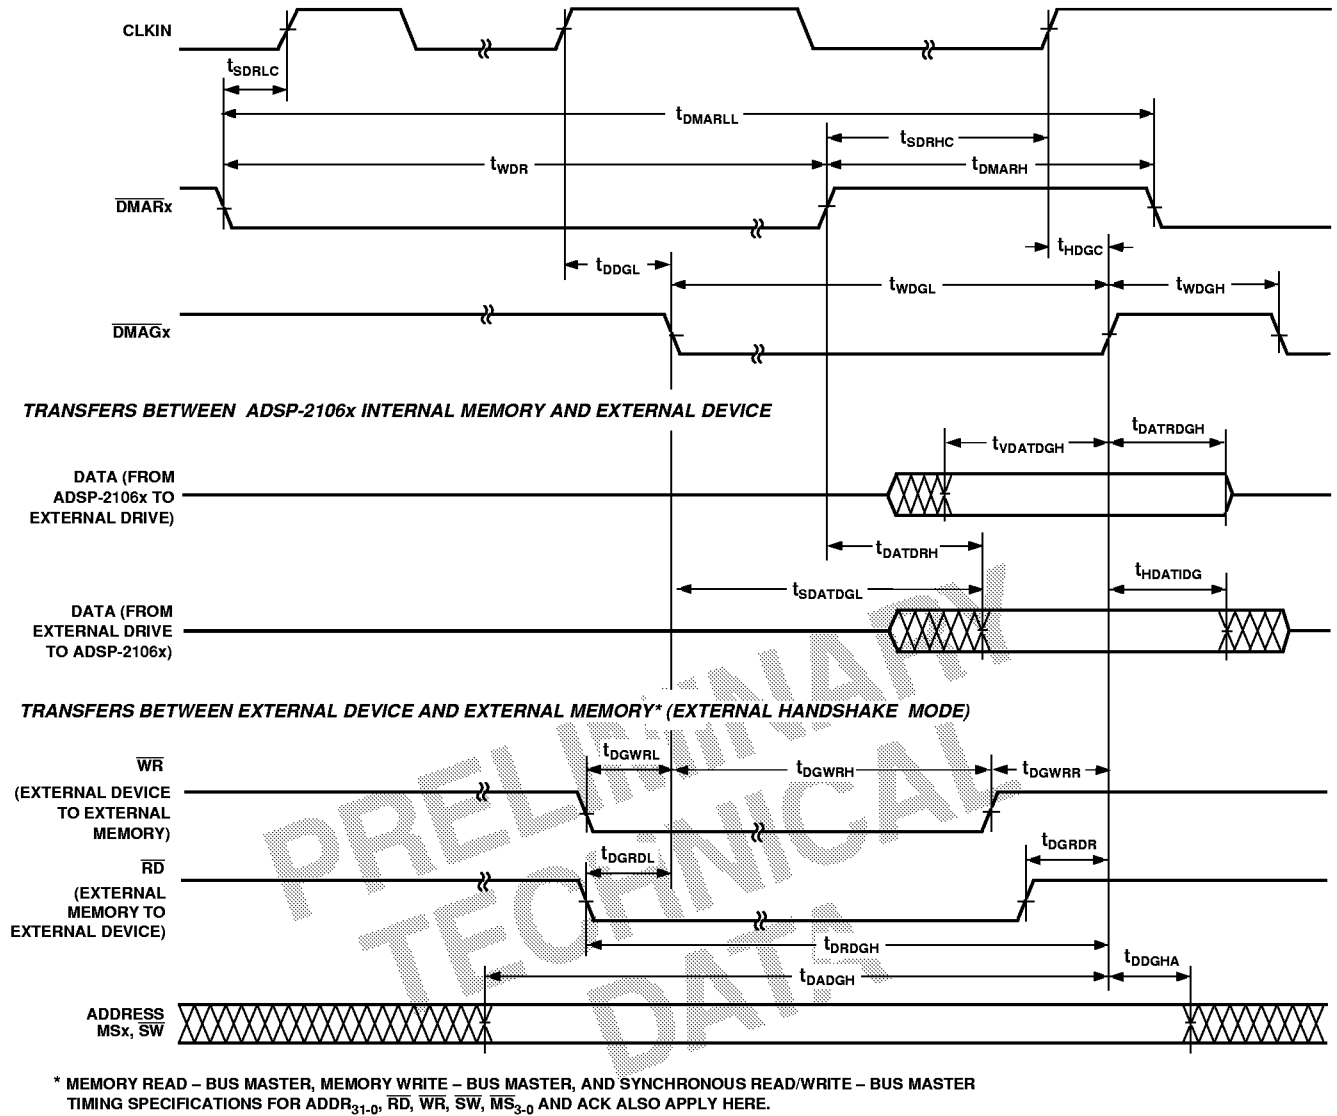 CLKIN
tSDRLC
tDMARLL
tSDRHC
tWDR
tDMARH
DMARx
tHDGC
tDDGL
tWDGL
tWDGH
DMAGx
TRANSFERS BETWEEN ADSP-2106x INTERNAL MEMORY AND EXTERNAL DEVICE
tVDATDGH
tDATRDGH
DATA (FROM
ADSP-2106x TO
EXTERNAL DRIVE)
tDATDRH
tSDATDGL
tHDATIDG
DATA (FROM
EXTERNAL DRIVE
TO ADSP-2106x)
TRANSFERS BETWEEN EXTERNAL DEVICE AND EXTERNAL MEMORY* (EXTERNAL HANDSHAKE MODE)
tDGWRL
tDGWRH
tDGWRR
WR
(EXTERNAL DEVICE
TO EXTERNAL
MEMORY)
tDGRDL
tDGRDR
RD
(EXTERNAL
MEMORY TO
EXTERNAL DEVICE)
tDRDGH
tDADGH
tDDGHA
ADDRESS
MSx, SW
PRELIMINARY
TECHNICAL
DATA
* MEMORY READ – BUS MASTER, MEMORY WRITE – BUS MASTER, AND SYNCHRONOUS READ/WRITE – BUS MASTER
TIMING SPECIFICATIONS FOR ADDR31-0, RD, WR, SW, MS3-0 AND ACK ALSO APPLY HERE.